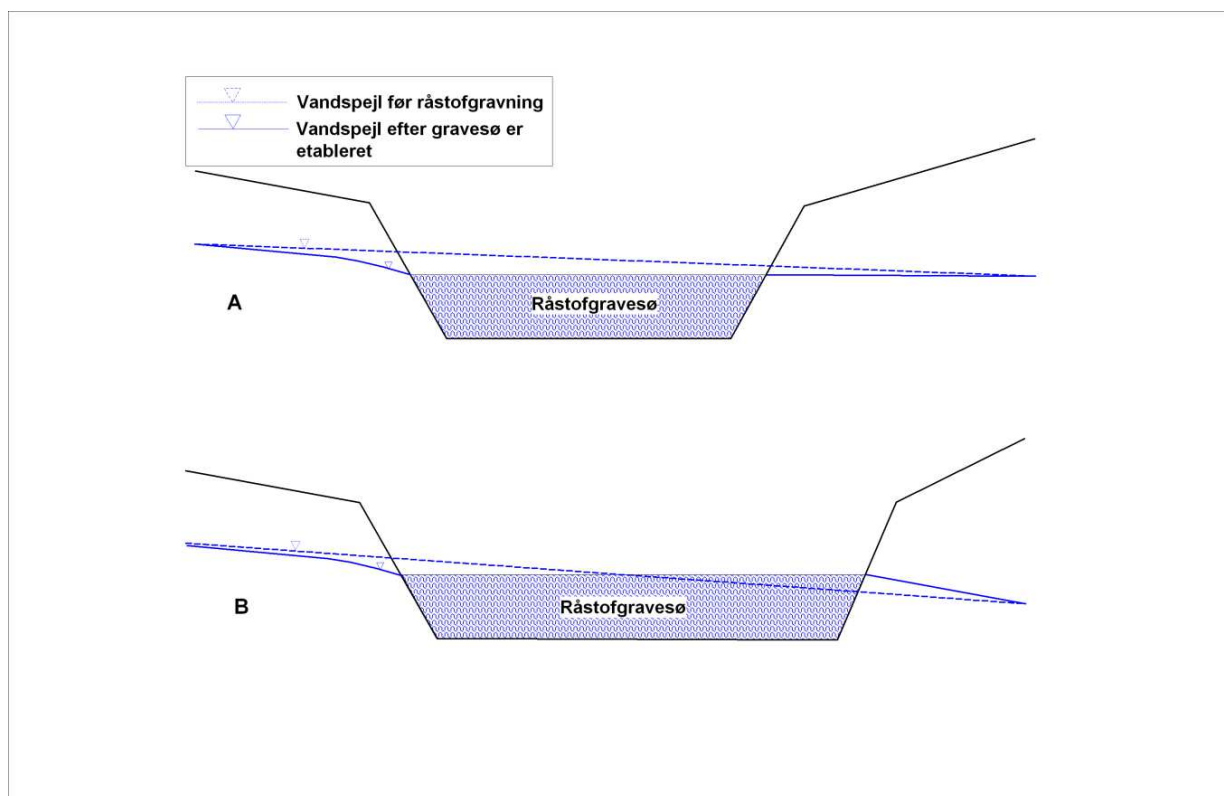 Vandspejl før råstofgravning
Vandspejl efter gravesø er
etableret
A
Råstofgravesø
B
Råstofgravesø